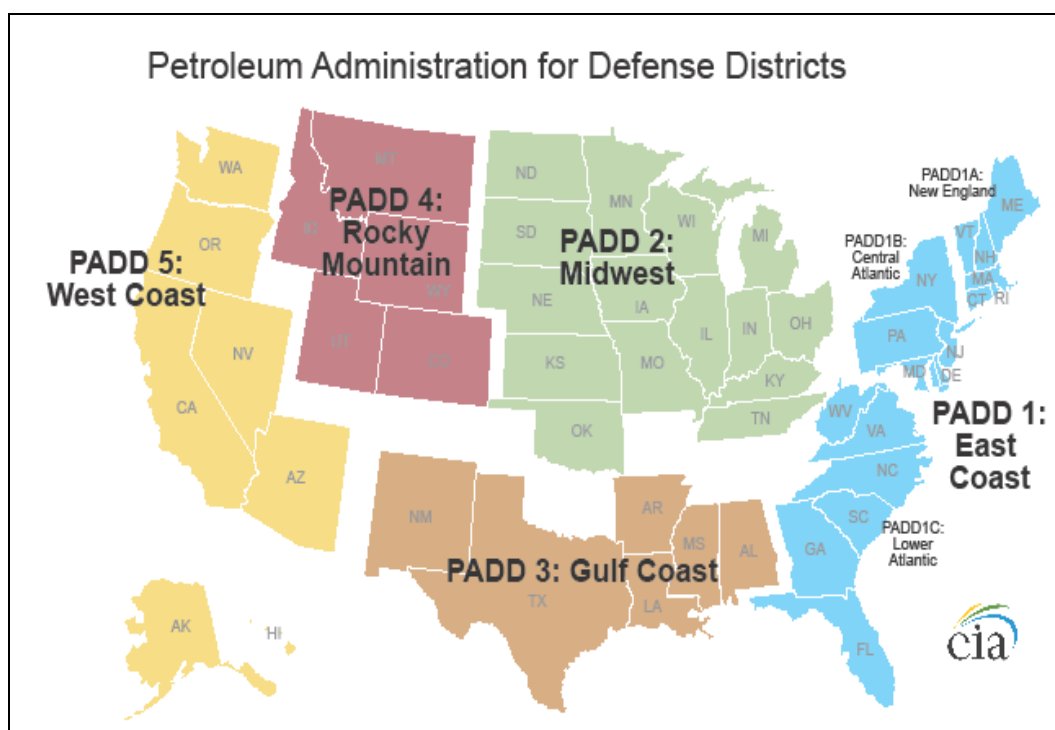 Petroleum Administration for Defense Districts
WA
MT
ND
MN
PADD1A:
New England
ME
PADD 4:
Rocky
Mountain
ID
OR
SD
WI
MI
VT
NH
PADD 5:
West Coast
PADD 2:
Midwest
PADD1B:
Central
Atlantic
NY
MA
CT RI
WY
NE
IA
NV
UT
CO
KS
MO
IL
IN
OH
PA
NJ
MD
DE
CA
KY
WV
VA
PADD 1:
East
Coast
OK
TN
NC
AZ
NM
AR
SC
PADD1C:
Lower
Atlantic
MS
AL
GA
PADD 3: Gulf Coast
TX
LA
AK
HI
FL
cia